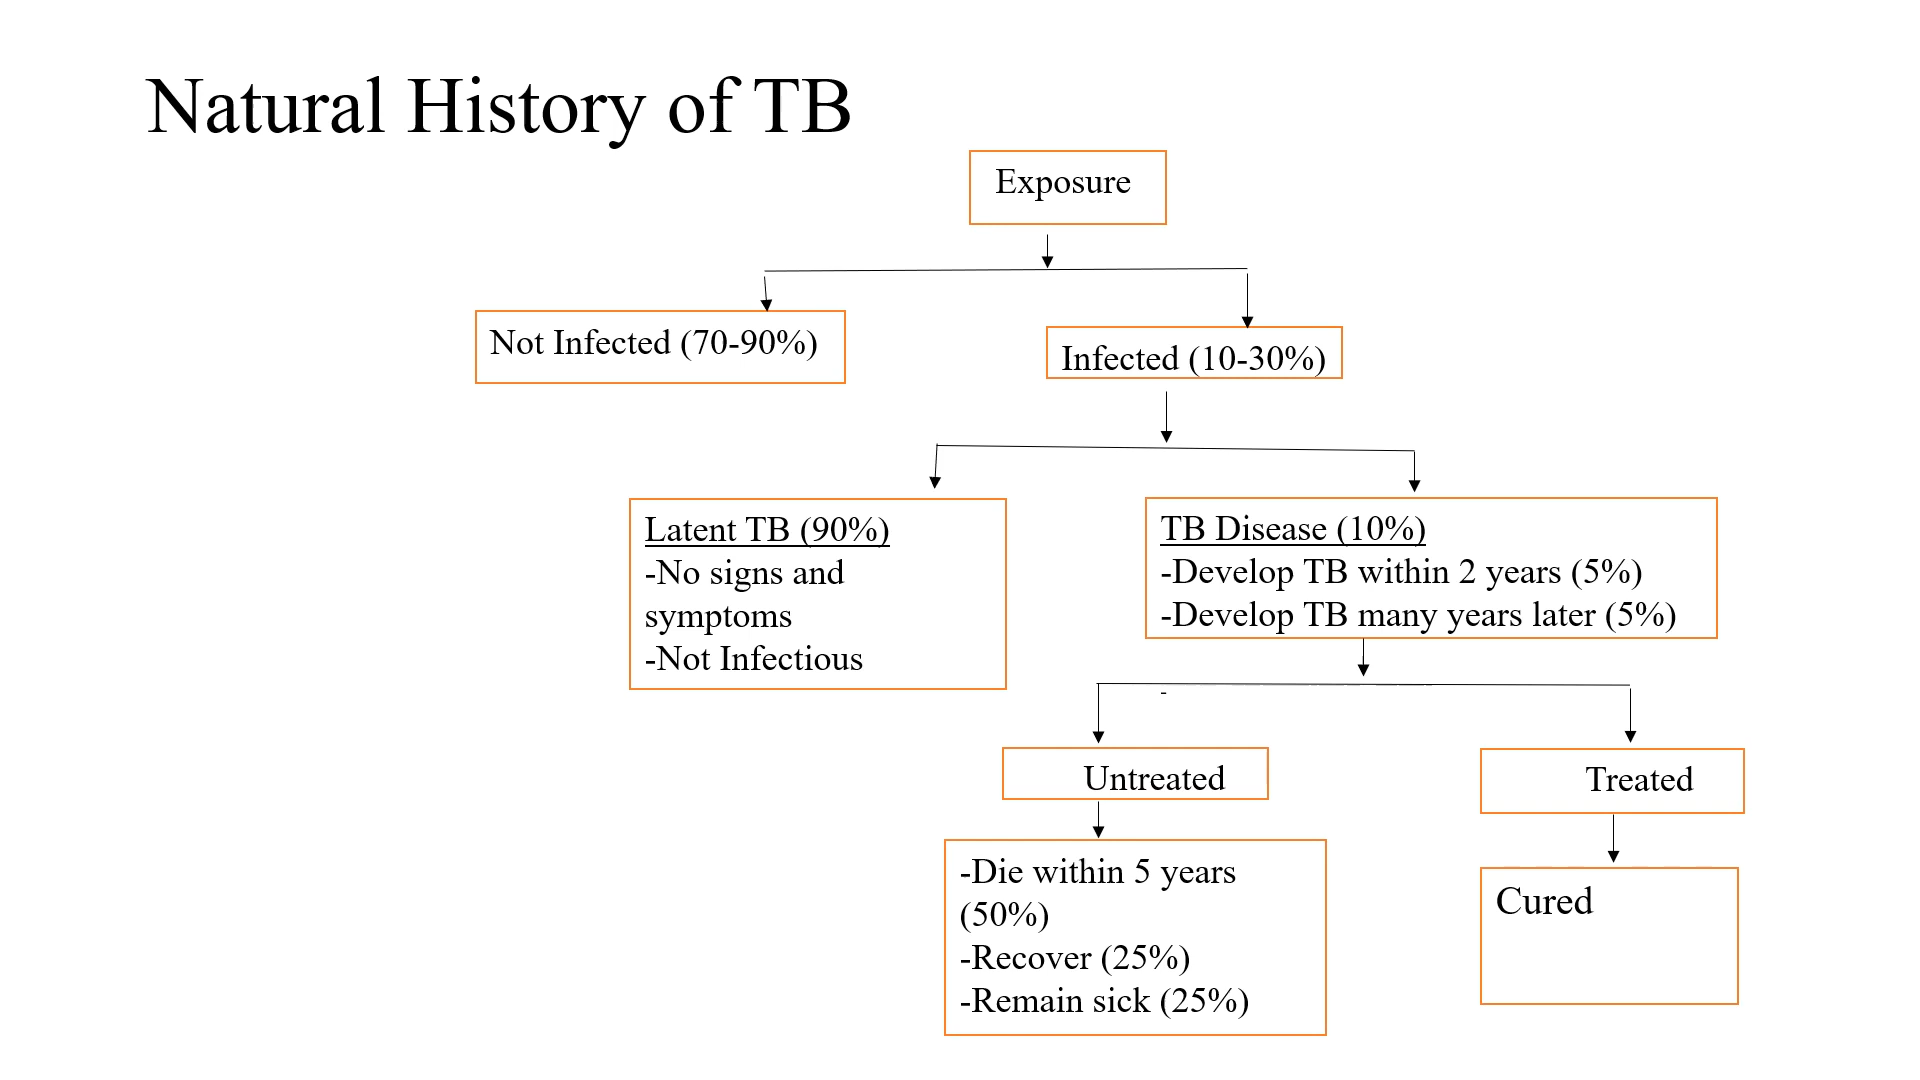 Natural History of TB
Exposure
Not Infected (70-90%)
Infected (10-30%)
Latent TB (90%)
-No signs and
symptoms
-Not Infectious
TB Disease (10%)
-Develop TB within 2 years (5%)
-Develop TB many years later (5%)
-
Untreated
Treated
-Die within 5 years
(50%)
-Recover (25%)
-Remain sick (25%)
Cured